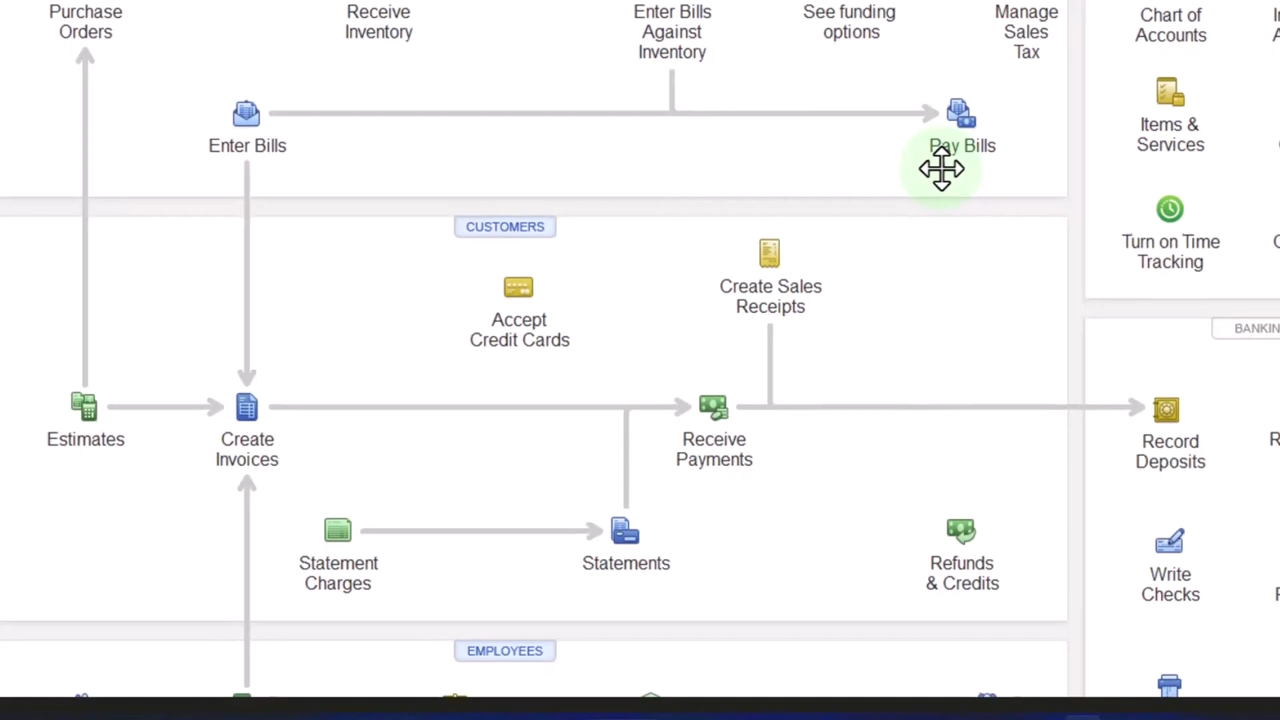 Purchase
Orders
Receive
Inventory
Enter Bills
Against
Inventory
See funding
options
Manage
Sales
Tax
Chart of
Accounts
Enter Bills
Pay Bills
Items &
Services
Turn on Time
Tracking
CUSTOMERS
Create Sales
Receipts
Accept
Credit Cards
BANKIN
Estimates
Create
Invoices
Receive
Payments
Record
Deposits
Statement
Charges
Statements
Refunds
& Credits
Write
Checks
EMPLOYEES